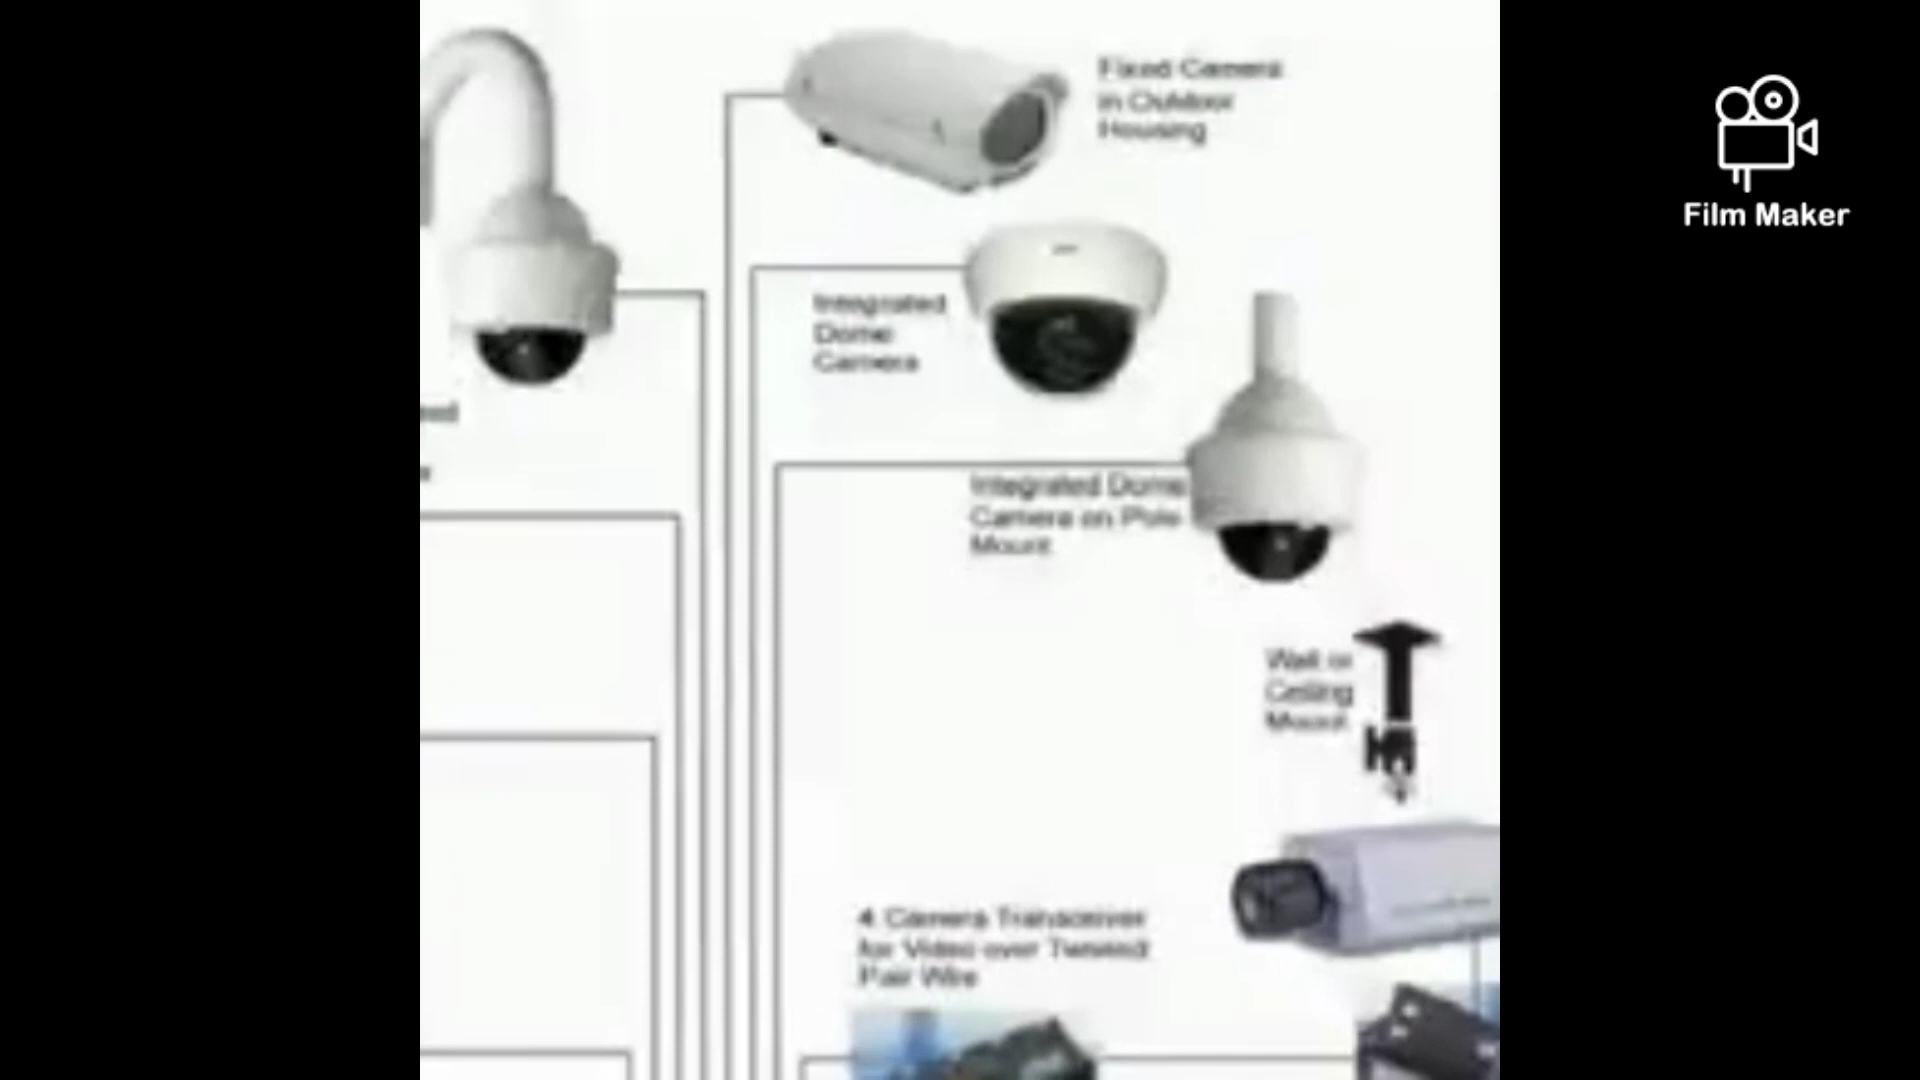 Fixed Camera
in Outdoor
Housing
Film Maker
Integrated
Dome
Camera
Integrated Dome
Camera on Pole
Mount
Wall or
Ceiling
Mount
4 Camera Transceiver
for Video over Twisted
Pair Wire